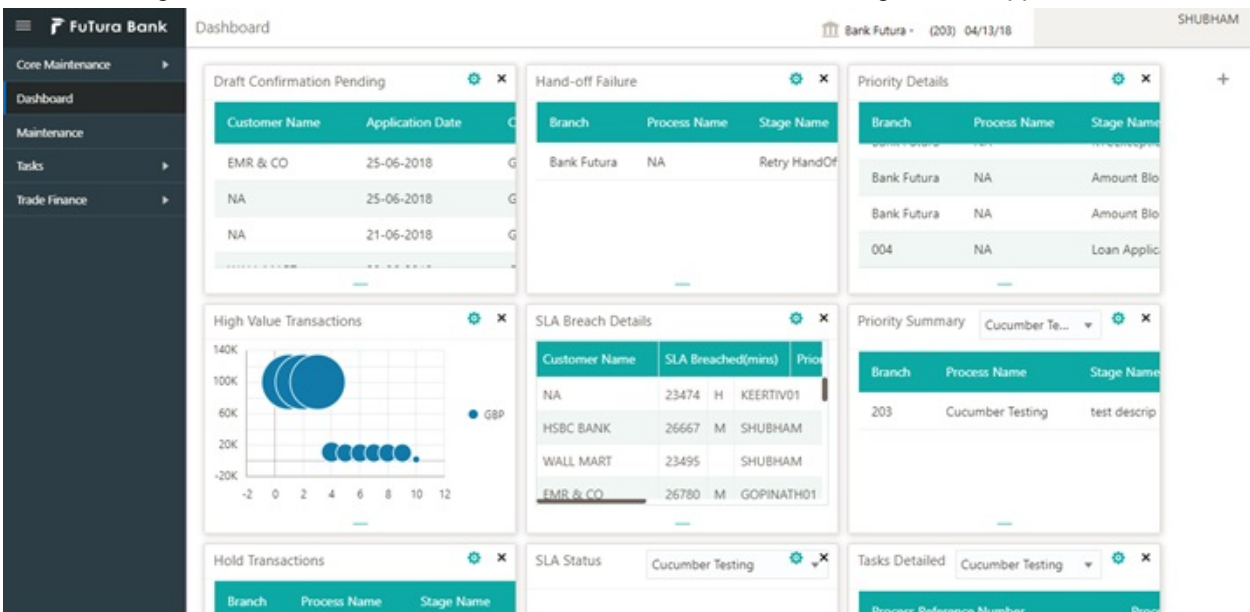 FuTura Bank
Dashboard
Bank Futura - (203) 04/13/18
SHUBHAM
Core Maintenance
Dashboard
Maintenance
Tasks
Trade Finance
Draft Confirmation Pending
Customer Name Application Date
EMR & CO 25-06-2018
NA 25-06-2018
NA 21-06-2018
Hand-off Failure
Branch Process Name Stage Name
Bank Futura NA Retry HandOf
Priority Details
Branch Process Name Stage Name
Bank Futura NA Amount Blo
Bank Futura NA Amount Blo
004 NA Loan Applic
High Value Transactions
140K
100K
60K
20K
-20K
-2 0 2 4 6 8 10 12
GBP
SLA Breach Details
Customer Name SLA Breached(mins) Prior
NA 23474 H KEERTIV01
HSBC BANK 26667 M SHUBHAM
WALL MART 23495 SHUBHAM
EMR & CO 26780 M GOPINATH01
Priority Summary Cucumber Te...
Branch Process Name Stage Name
203 Cucumber Testing test descrip
Hold Transactions
Branch Process Name Stage Name
SLA Status Cucumber Testing
Tasks Detailed Cucumber Testing
Process Reference Number Proce